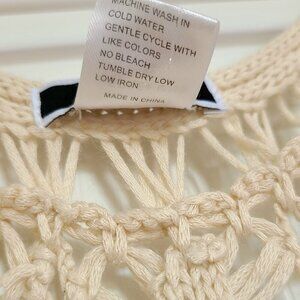 MACHINE WASH IN
COLD WATER
GENTLE CYCLE WITH
LIKE COLORS
NO BLEACH
TUMBLE DRY LOW
LOW IRON
MADE IN CHINA